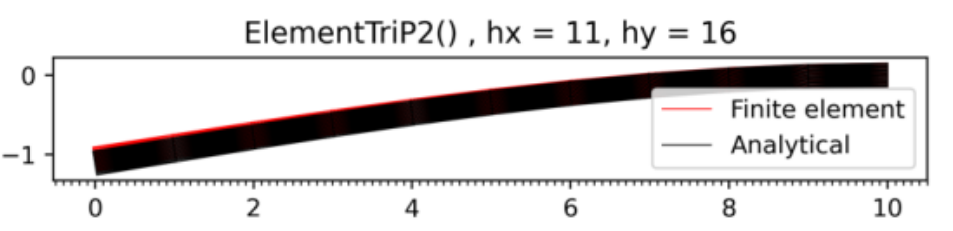 ElementTriP2() , hx = 11, hy = 16
0
−1
Finite element
Analytical
0 2 4 6 8 10